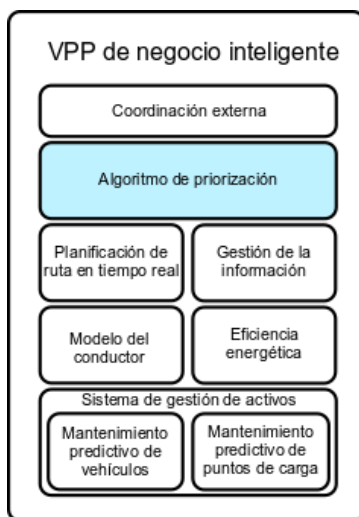 VPP de negocio inteligente
Coordinación externa
Algoritmo de priorización
Planificación de
ruta en tiempo real
Gestión de la
información
Modelo del
conductor
Eficiencia
energética
Sistema de gestión de activos
Mantenimiento
predictivo de
vehículos
Mantenimiento
predictivo de
puntos de carga